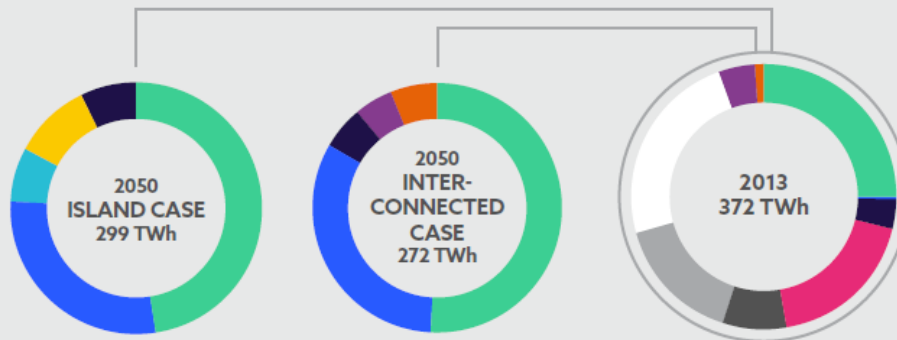 2050
ISLAND CASE
299 TWh
2050
INTER-
CONNECTED
CASE
272 TWh
2013
372 TWh